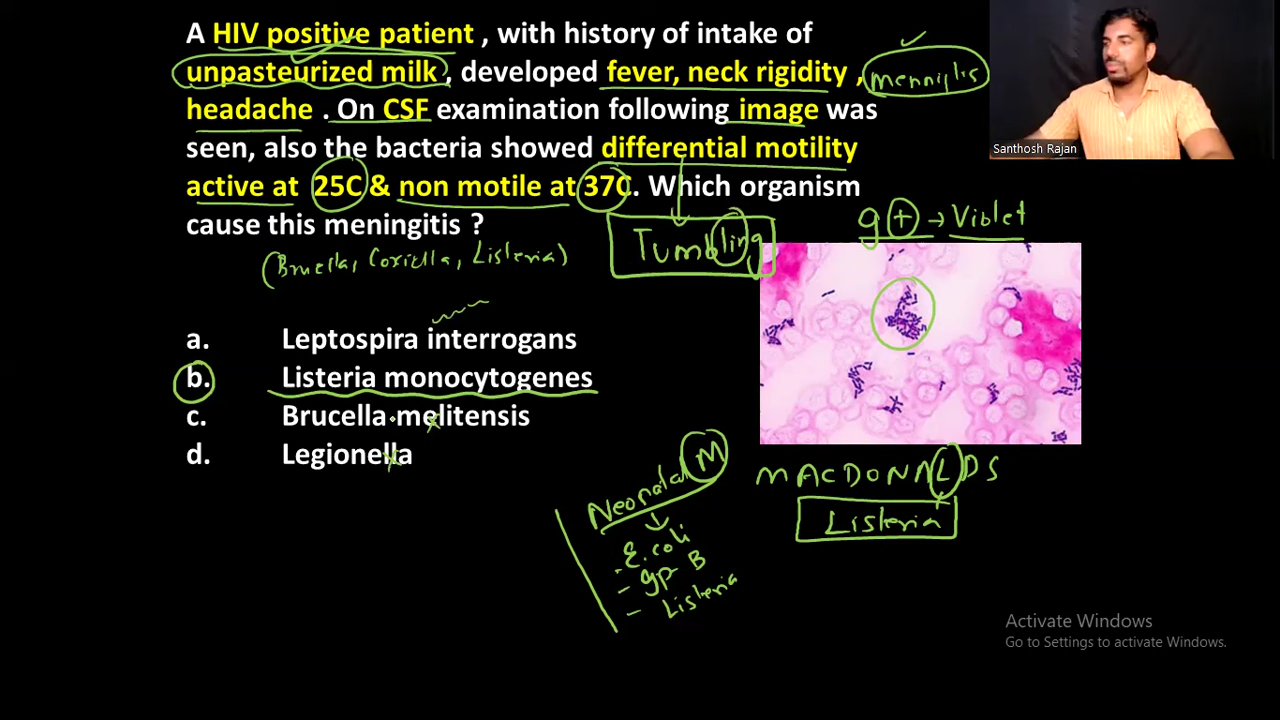 A HIV positive patient , with history of intake of
unpasteurized milk , developed fever, neck rigidity , menniglis
headache . On CSF examination following image was
seen, also the bacteria showed differential motility
active at 25C & non motile at 37C. Which organism
cause this meningitis ?
Santhosh Rajan
g + → Viblet
Tumbling
(Brucella, Coxiella, Listeria)
a. Leptospira interrogans
b. Listeria monocytogenes
c. Brucella melitensis
d. Legionella
MACDONALDS
Listeria
Neonatal M
E.coli
- gp B
- Listeria
Activate Windows
Go to Settings to activate Windows.